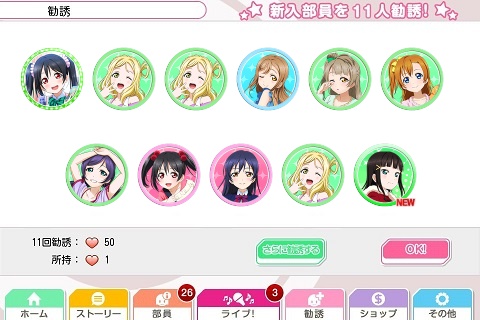 勧誘
新入部員を11人勧誘!
NEW
11回勧誘: 50
所持: 1
さらに勧誘する
OK!
26
3
ホーム
ストーリー
部員
ライブ!
勧誘
ショップ
その他